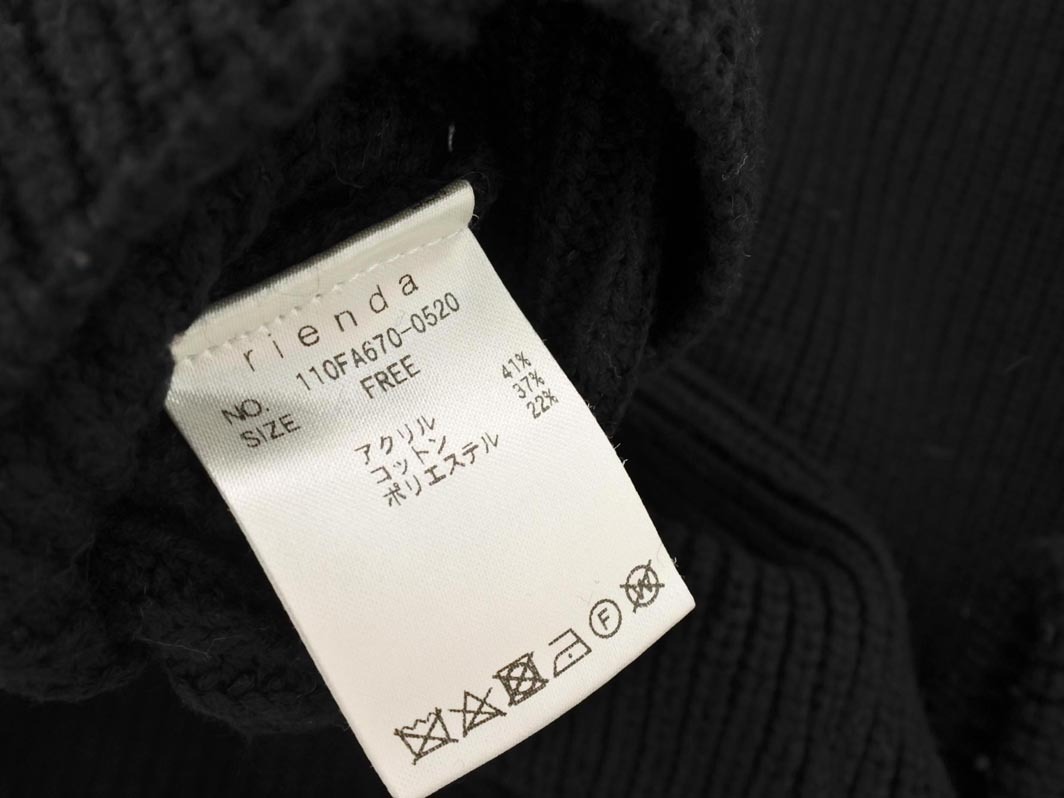 rienda
NO. 110FA670-0520
SIZE FREE
アクリル 41%
コットン 37%
ポリエステル 22%
F
W